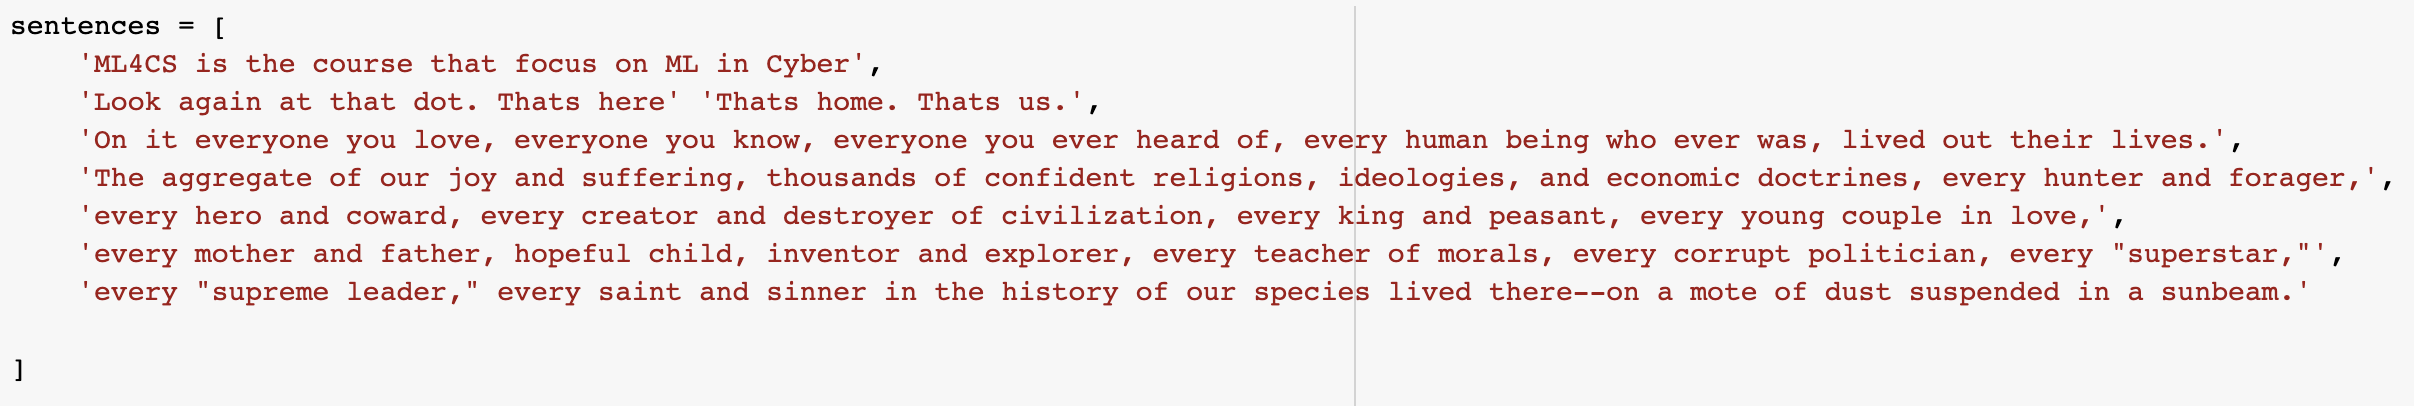 sentences = [
'ML4CS is the course that focus on ML in Cyber',
'Look again at that dot. Thats here' 'Thats home. Thats us.',
'On it everyone you love, everyone you know, everyone you ever heard of, every human being who ever was, lived out their lives.',
'The aggregate of our joy and suffering, thousands of confident religions, ideologies, and economic doctrines, every hunter and forager,',
'every hero and coward, every creator and destroyer of civilization, every king and peasant, every young couple in love,',
'every mother and father, hopeful child, inventor and explorer, every teacher of morals, every corrupt politician, every "superstar,"',
'every "supreme leader," every saint and sinner in the history of our species lived there--on a mote of dust suspended in a sunbeam.'
]